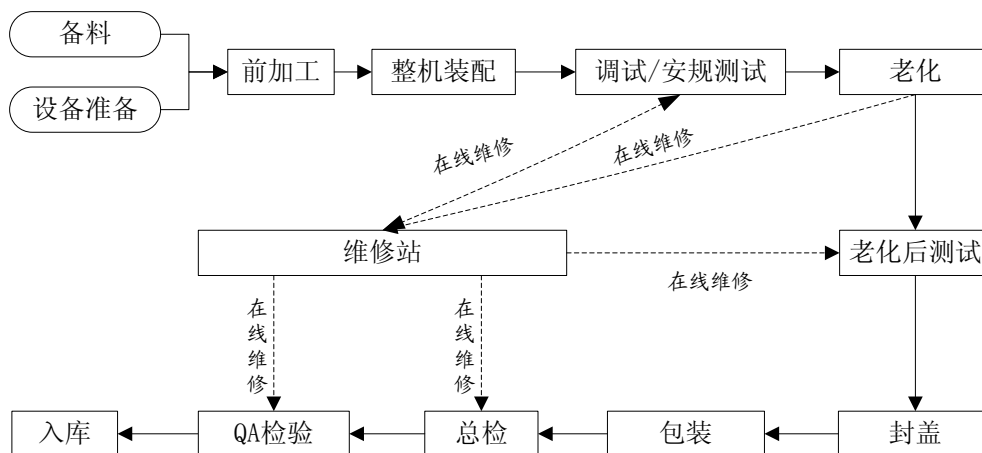 备料
设备准备
前加工
整机装配
调试/安规测试
老化
在线维修
在线维修
维修站
老化后测试
在线维修
在线维修
在线维修
入库
QA检验
总检
包装
封盖